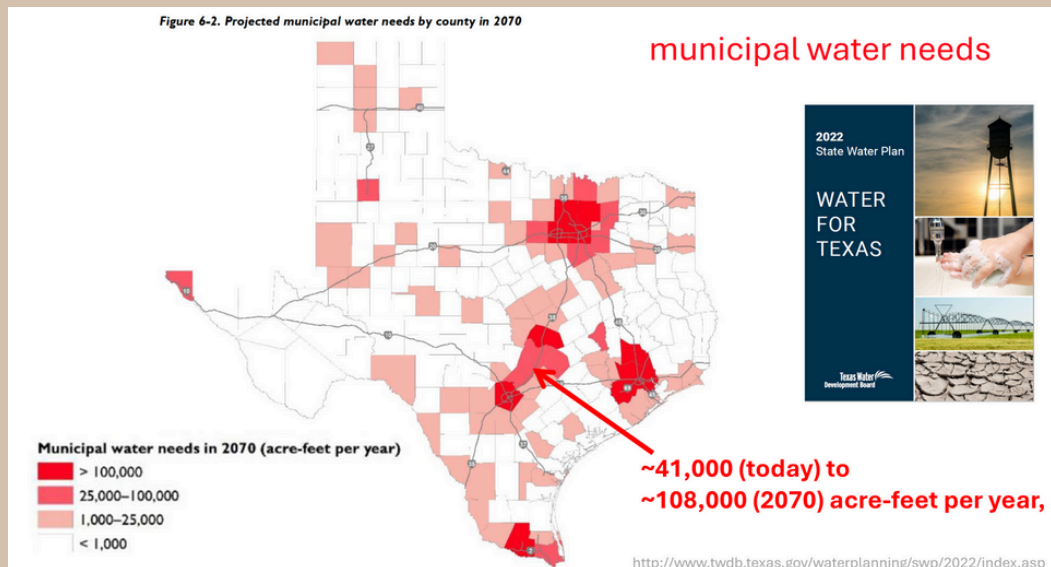 Figure 6-2. Projected municipal water needs by county in 2070
municipal water needs
2022
State Water Plan
WATER
FOR
TEXAS
Texas Water
Development Board
Municipal water needs in 2070 (acre-feet per year)
> 100,000
25,000–100,000
1,000–25,000
< 1,000
~41,000 (today) to
~108,000 (2070) acre-feet per year,
http://www.twdb.texas.gov/waterplanning/swp/2022/index.asp